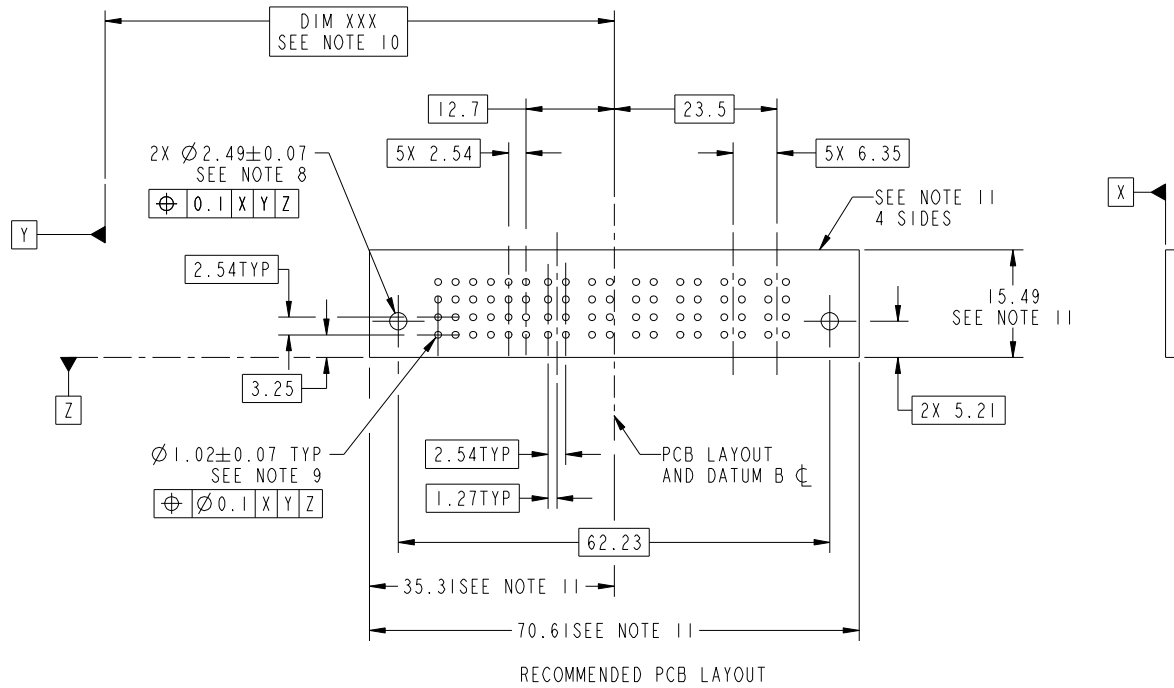 DIM XXX
SEE NOTE 10
12.7
23.5
2X Ø2.49±0.07
SEE NOTE 8
⌖ 0.1 X Y Z
5X 2.54
5X 6.35
SEE NOTE 11
4 SIDES
X
Y
2.54TYP
15.49
SEE NOTE 11
3.25
Z
2X 5.21
Ø1.02±0.07 TYP
SEE NOTE 9
⌖ Ø0.1 X Y Z
2.54TYP
PCB LAYOUT
AND DATUM B ℄
1.27TYP
62.23
35.31SEE NOTE 11
70.61SEE NOTE 11
RECOMMENDED PCB LAYOUT